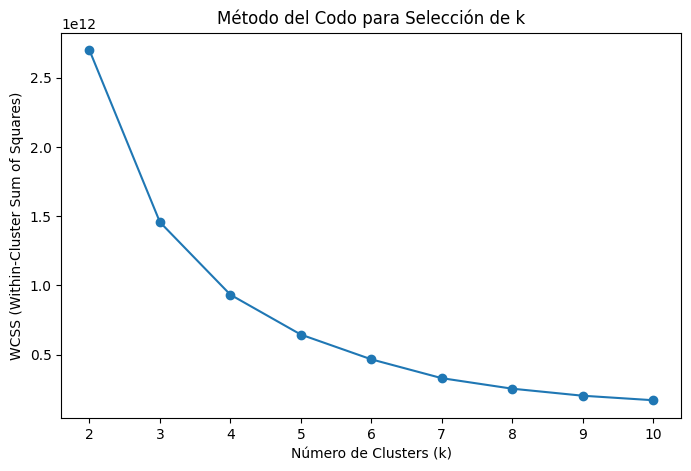 Método del Codo para Selección de k
1e12
WCSS (Within-Cluster Sum of Squares)
2.5
2.0
1.5
1.0
0.5
2 3 4 5 6 7 8 9 10
Número de Clusters (k)